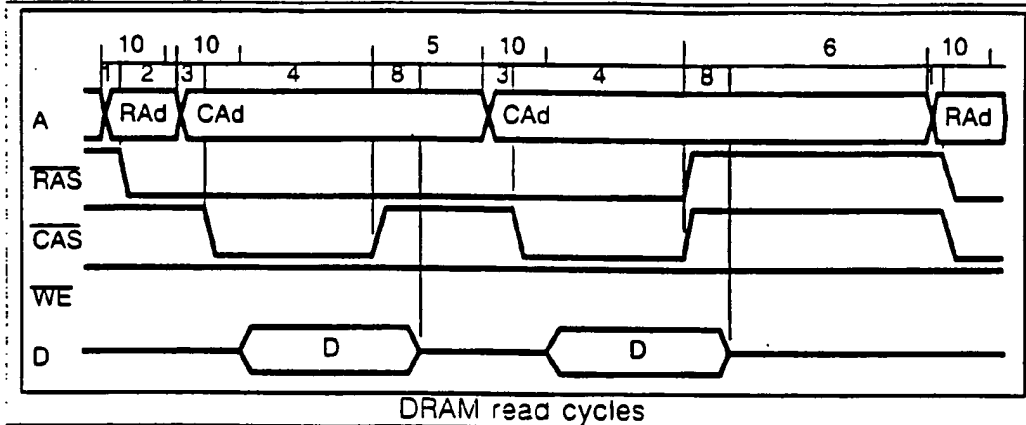 10 10 5 10 6 10
1 2 3 4 8 3 4 8 1
A RAd CAd CAd RAd
RAS
CAS
WE
D D D
DRAM read cycles